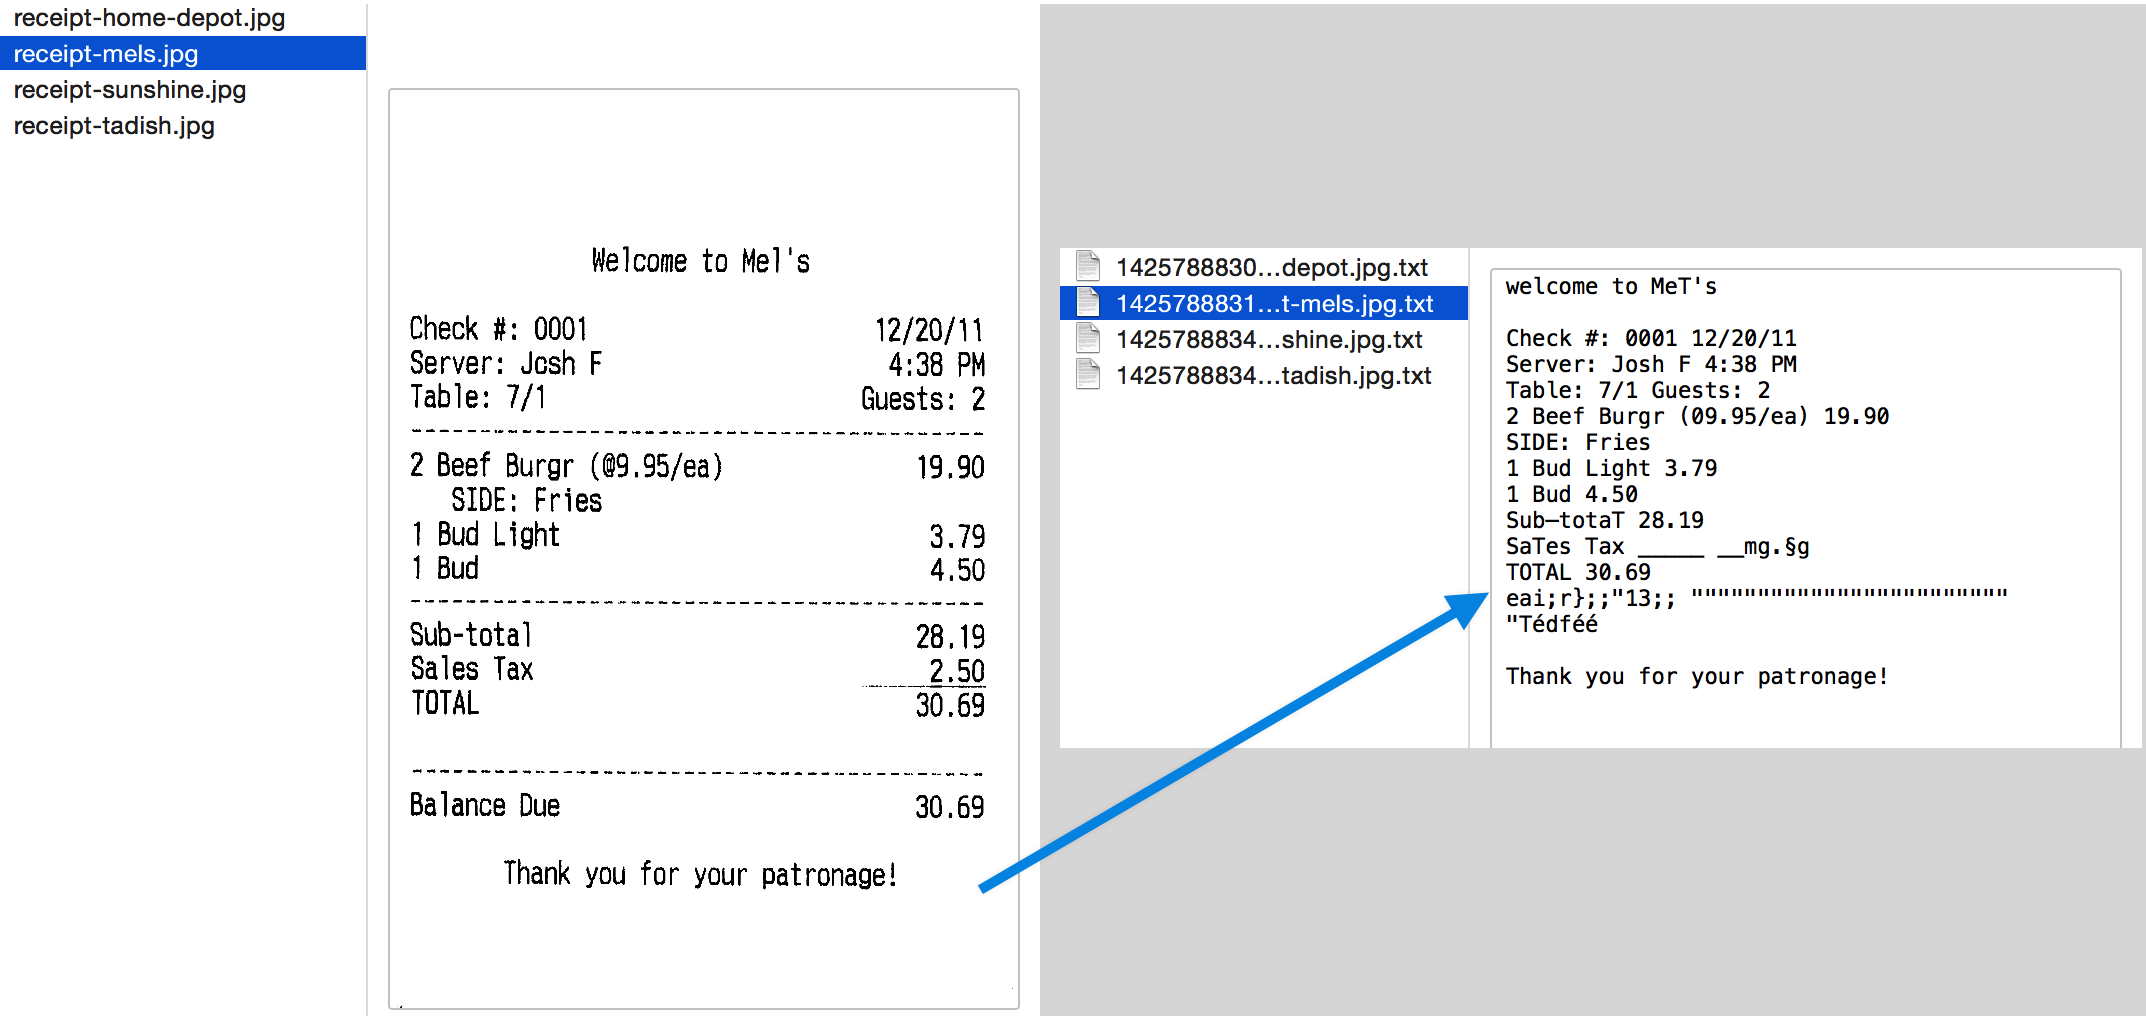 receipt-home-depot.jpg
receipt-mels.jpg
receipt-sunshine.jpg
receipt-tadish.jpg
Welcome to Mel's
Check #: 0001 12/20/11
Server: Josh F 4:38 PM
Table: 7/1 Guests: 2
2 Beef Burgr (@9.95/ea) 19.90
SIDE: Fries
1 Bud Light 3.79
1 Bud 4.50
Sub-total 28.19
Sales Tax 2.50
TOTAL 30.69
Balance Due 30.69
Thank you for your patronage!
1425788830...depot.jpg.txt
1425788831...t-mels.jpg.txt
1425788834...shine.jpg.txt
1425788834...tadish.jpg.txt
welcome to MeT's
Check #: 0001 12/20/11
Server: Josh F 4:38 PM
Table: 7/1 Guests: 2
2 Beef Burgr (09.95/ea) 19.90
SIDE: Fries
1 Bud Light 3.79
1 Bud 4.50
Sub—totaT 28.19
SaTes Tax _____ __mg.§g
TOTAL 30.69
eai;r};;"13;; """"""""""""""""""""""""
"Tédféé
Thank you for your patronage!